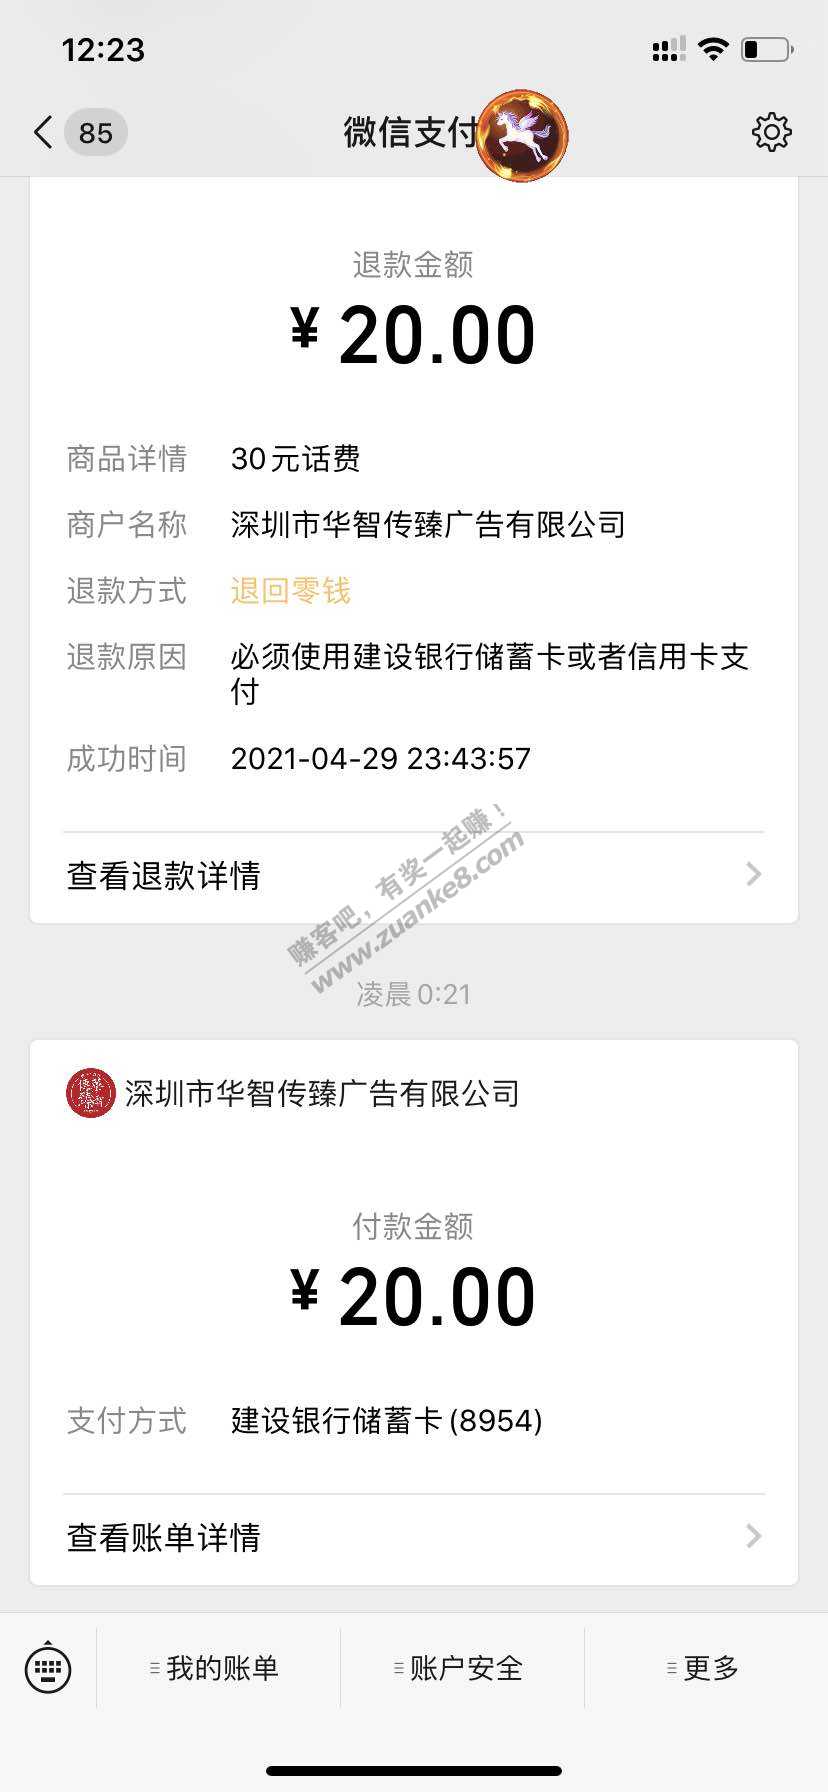 12:23
85
微信支付
退款金额
¥ 20.00
商品详情 30元话费
商户名称 深圳市华智传臻广告有限公司
退款方式 退回零钱
退款原因 必须使用建设银行储蓄卡或者信用卡支
付
成功时间 2021-04-29 23:43:57
查看退款详情
赚客吧，有奖一起赚！
www.zuanke8.com
凌晨0:21
深圳市华智传臻广告有限公司
付款金额
¥ 20.00
支付方式 建设银行储蓄卡(8954)
查看账单详情
我的账单 账户安全 更多